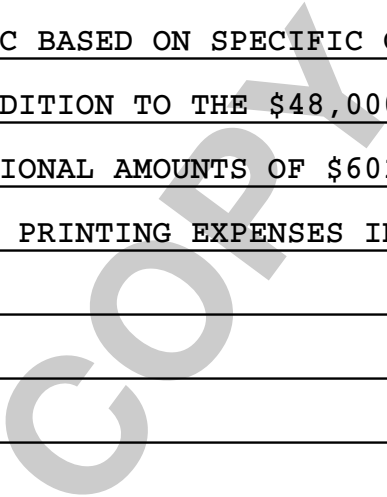 C BASED ON SPECIFIC
DITION TO THE $48,000
IONAL AMOUNTS OF $60
PRINTING EXPENSES
COPY